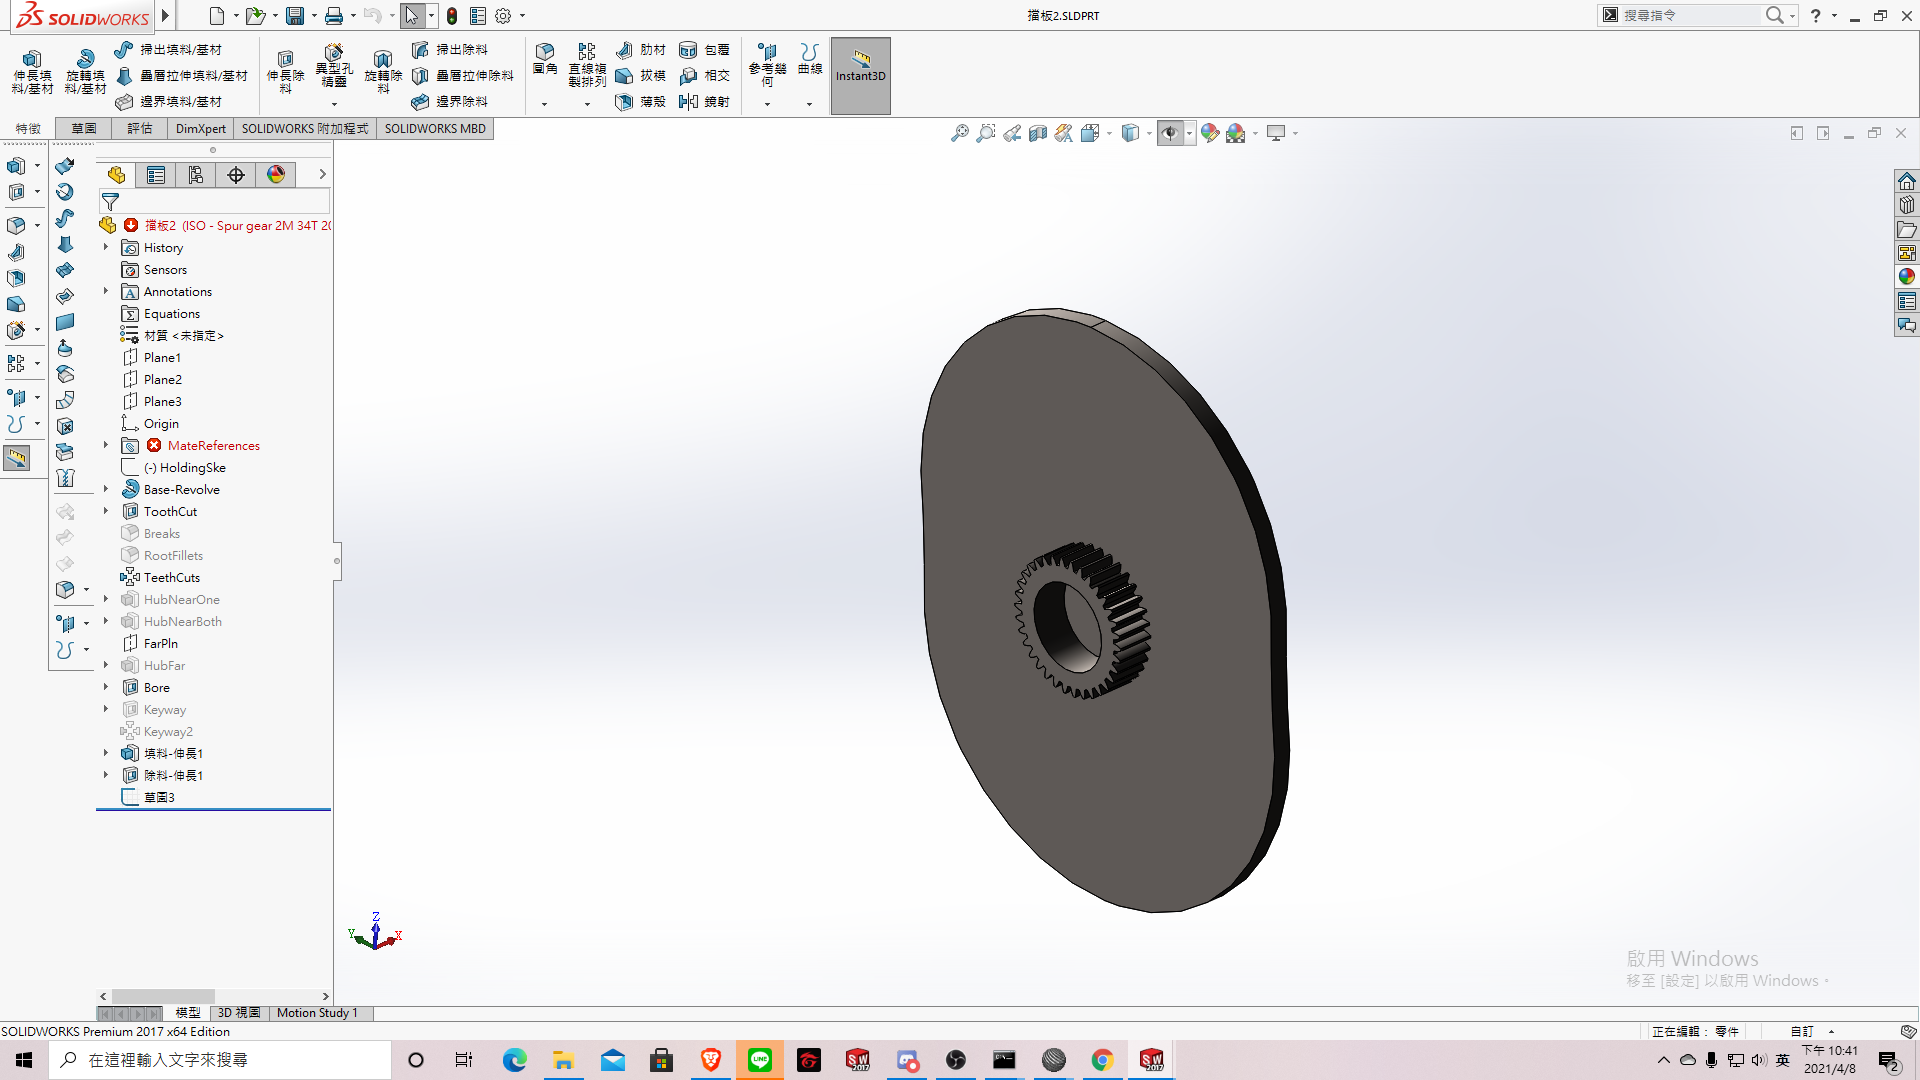 SOLIDWORKS
擋板2.SLDPRT
搜尋指令
伸長填料/基材
旋轉填料/基材
掃出填料/基材
疊層拉伸填料/基材
邊界填料/基材
伸長除料
異型孔精靈
旋轉除料
掃出除料
疊層拉伸除料
邊界除料
圓角
直線複製排列
肋材
拔模
薄殼
包覆
相交
鏡射
參考幾何
曲線
Instant3D
特徵
草圖
評估
DimXpert
SOLIDWORKS 附加程式
SOLIDWORKS MBD
擋板2 (ISO - Spur gear 2M 34T 20
History
Sensors
Annotations
Equations
材質 <未指定>
Plane1
Plane2
Plane3
Origin
MateReferences
(-) HoldingSke
Base-Revolve
ToothCut
Breaks
RootFillets
TeethCuts
HubNearOne
HubNearBoth
FarPln
HubFar
Bore
Keyway
Keyway2
填料-伸長1
除料-伸長1
草圖3
Z
Y
X
啟用 Windows
移至 [設定] 以啟用 Windows。
模型
3D 視圖
Motion Study 1
SOLIDWORKS Premium 2017 x64 Edition
正在編輯： 零件
自訂
在這裡輸入文字來搜尋
LINE
SW
2017
SW
2017
英
下午 10:41
2021/4/8
2